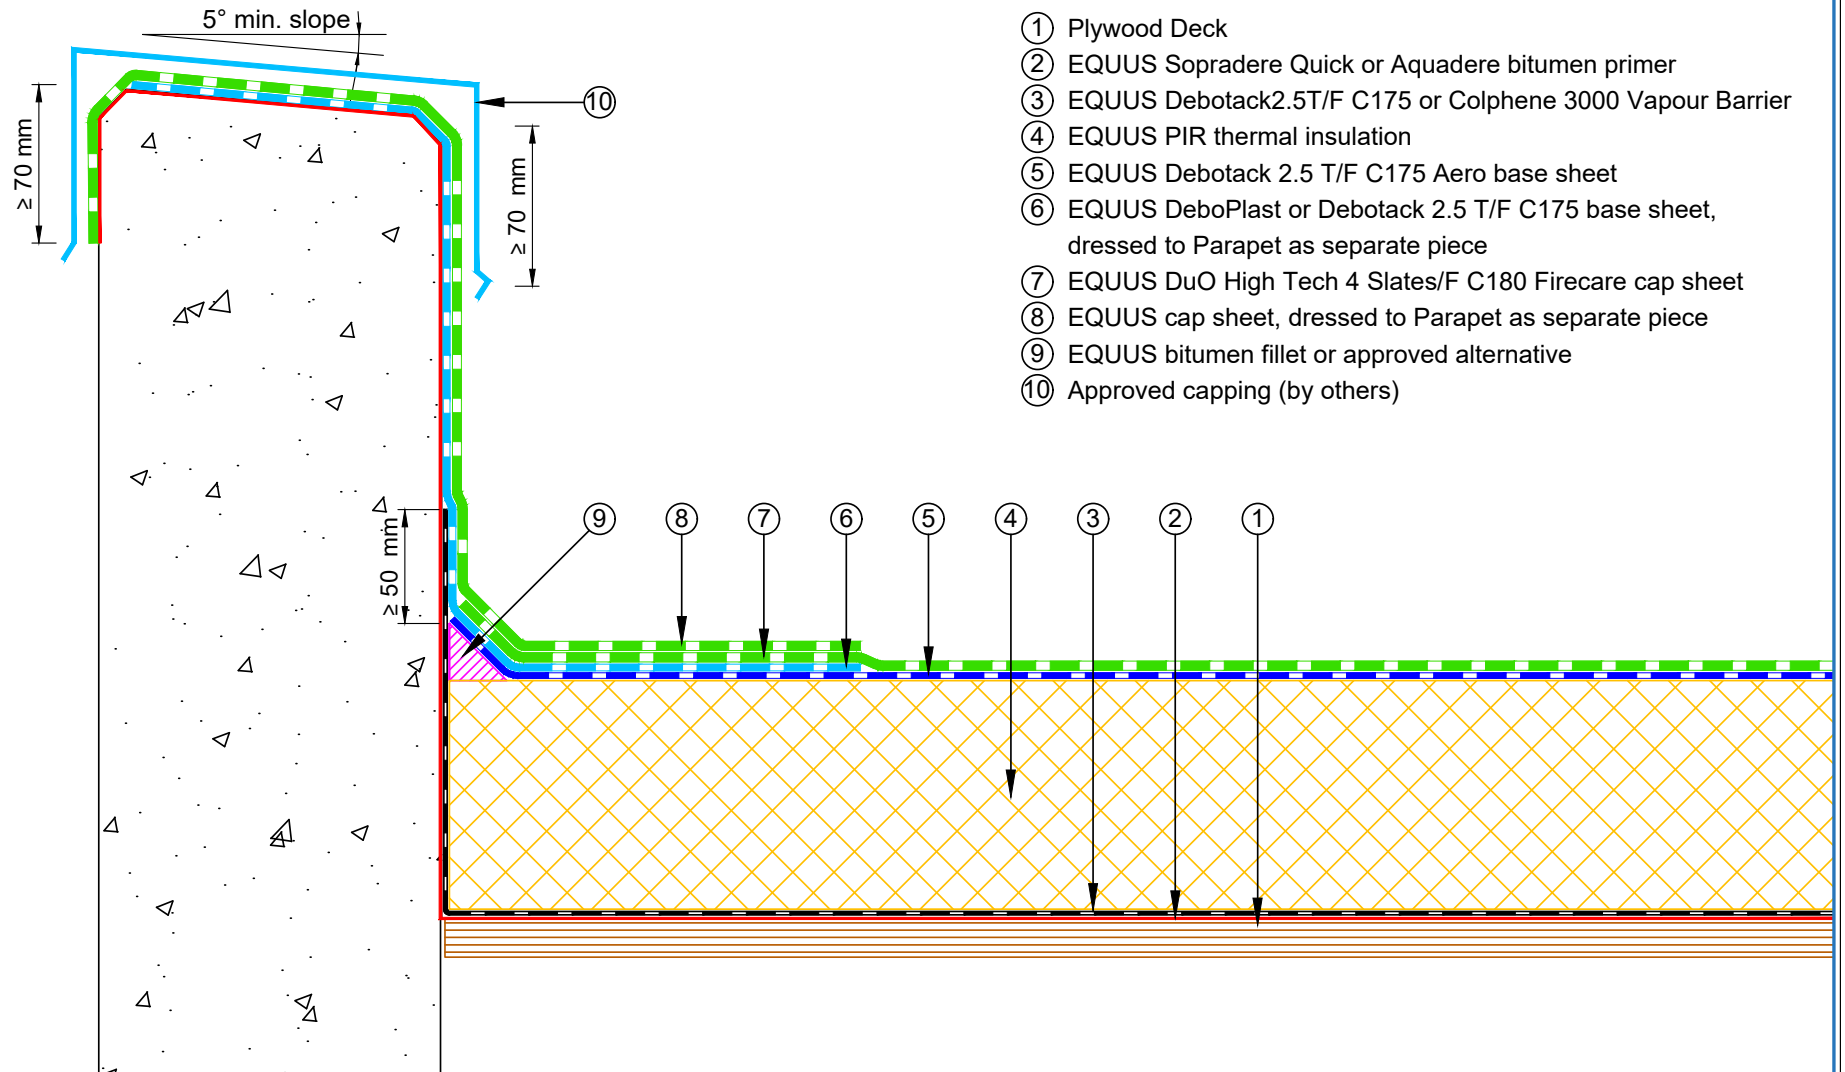 5° min. slope
① Plywood Deck
② EQUUS Sopradere Quick or Aquadere bitumen primer
③ EQUUS Debotack2.5T/F C175 or Colphene 3000 Vapour Barrier
④ EQUUS PIR thermal insulation
⑤ EQUUS Debotack 2.5 T/F C175 Aero base sheet
⑥ EQUUS DeboPlast or Debotack 2.5 T/F C175 base sheet,
dressed to Parapet as separate piece
⑦ EQUUS DuO High Tech 4 Slates/F C180 Firecare cap sheet
⑧ EQUUS cap sheet, dressed to Parapet as separate piece
⑨ EQUUS bitumen fillet or approved alternative
⑩ Approved capping (by others)
⑩
≥ 70 mm
≥ 70 mm
≥ 50 mm
⑨ ⑧ ⑦ ⑥ ⑤ ④ ③ ② ①